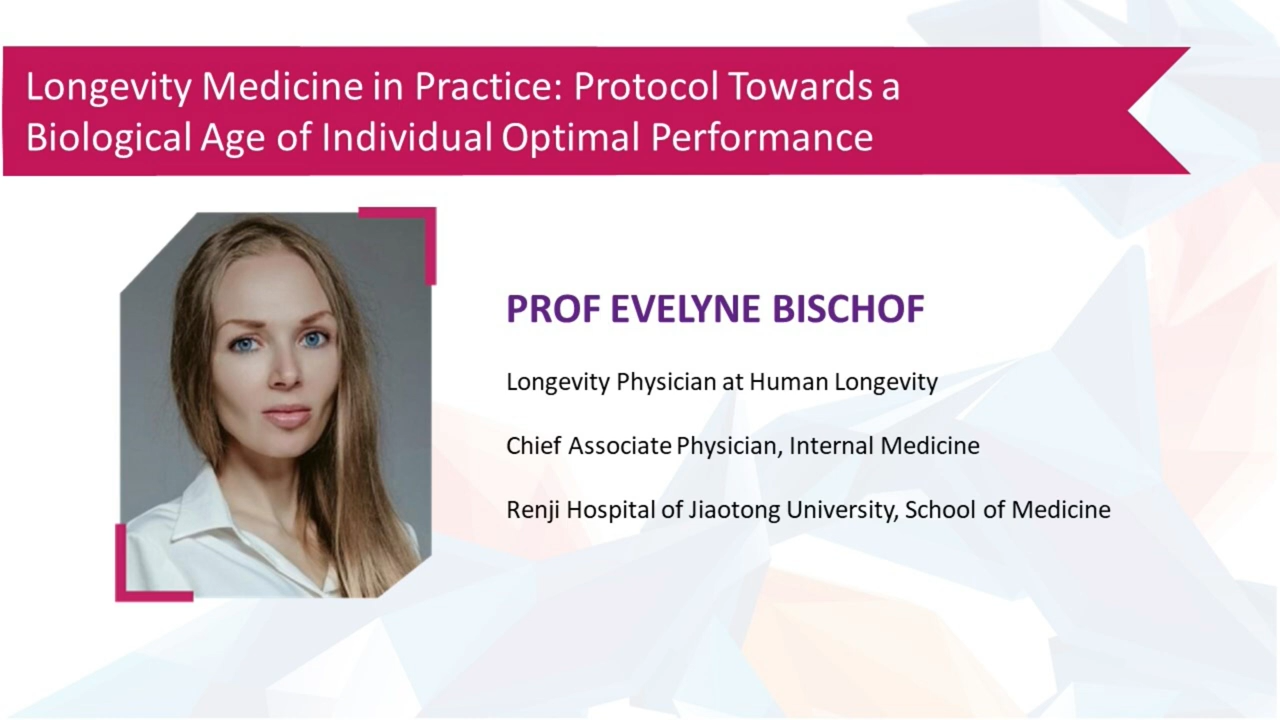 Longevity Medicine in Practice: Protocol Towards a
Biological Age of Individual Optimal Performance
PROF EVELYNE BISCHOF
Longevity Physician at Human Longevity
Chief Associate Physician, Internal Medicine
Renji Hospital of Jiaotong University, School of Medicine